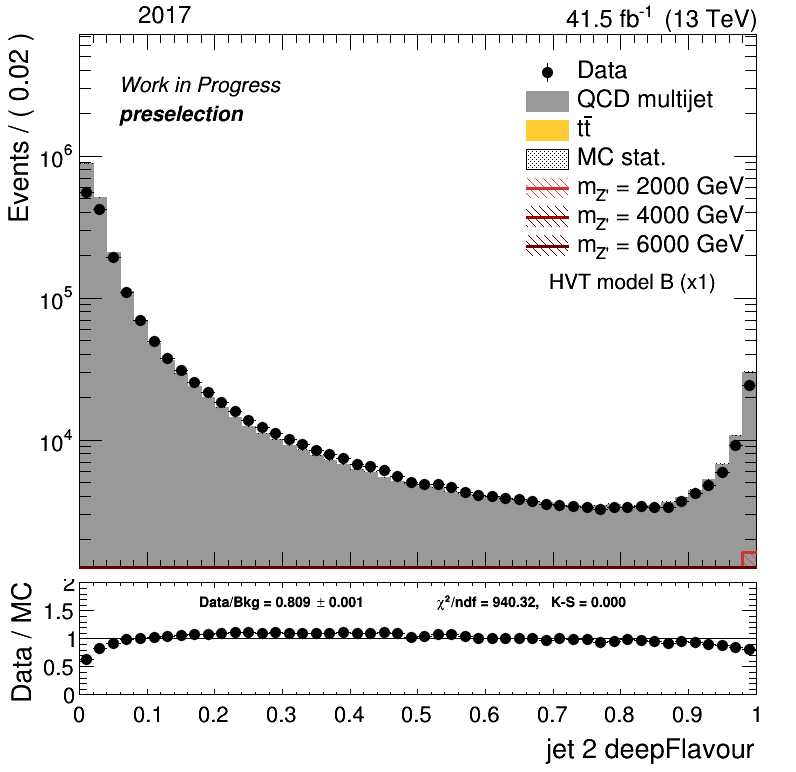 2017
41.5 fb⁻¹ (13 TeV)
Events / ( 0.02 )
Work in Progress
preselection
Data
QCD multijet
tt̄
MC stat.
m_Z' = 2000 GeV
m_Z' = 4000 GeV
m_Z' = 6000 GeV
HVT model B (x1)
10⁶
10⁵
10⁴
Data / MC
2
1.5
1
0.5
0
Data/Bkg = 0.809 ± 0.001
χ²/ndf = 940.32, K-S = 0.000
0 0.1 0.2 0.3 0.4 0.5 0.6 0.7 0.8 0.9 1
jet 2 deepFlavour